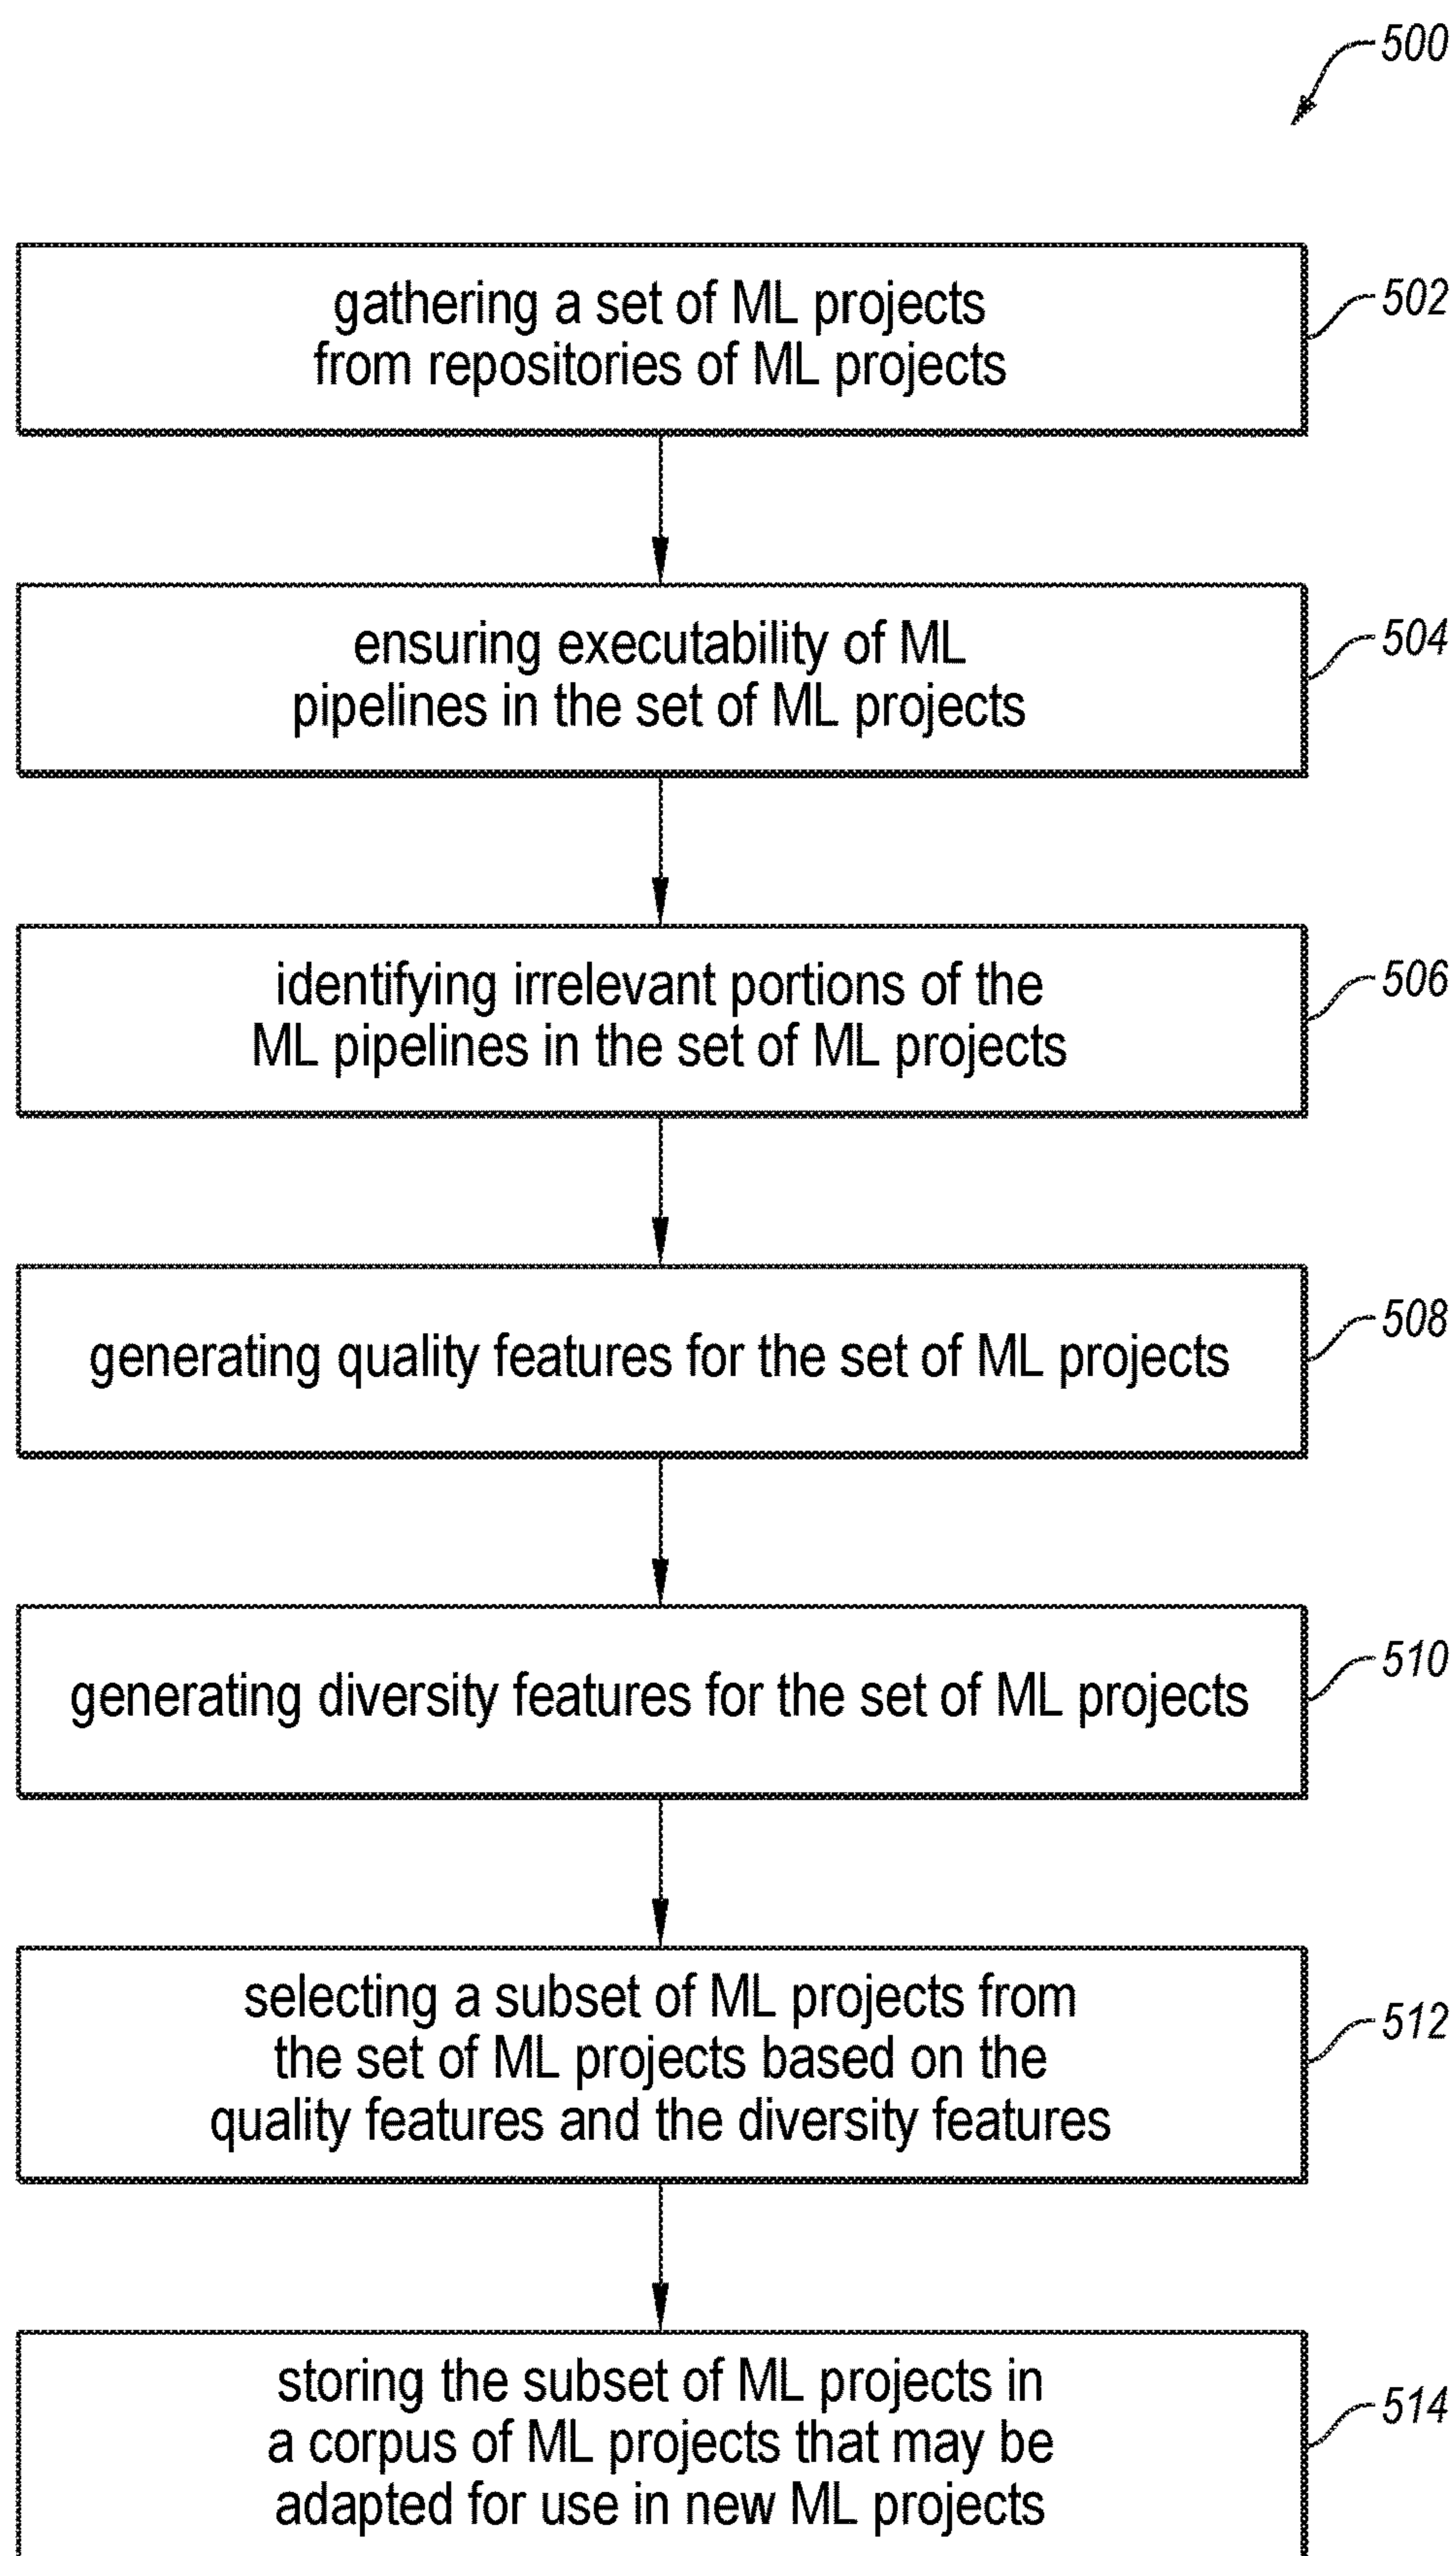 500
gathering a set of ML projects
from repositories of ML projects
502
ensuring executability of ML
pipelines in the set of ML projects
504
identifying irrelevant portions of the
ML pipelines in the set of ML projects
506
generating quality features for the set of ML projects
508
generating diversity features for the set of ML projects
510
selecting a subset of ML projects from
the set of ML projects based on the
quality features and the diversity features
512
storing the subset of ML projects in
a corpus of ML projects that may be
adapted for use in new ML projects
514